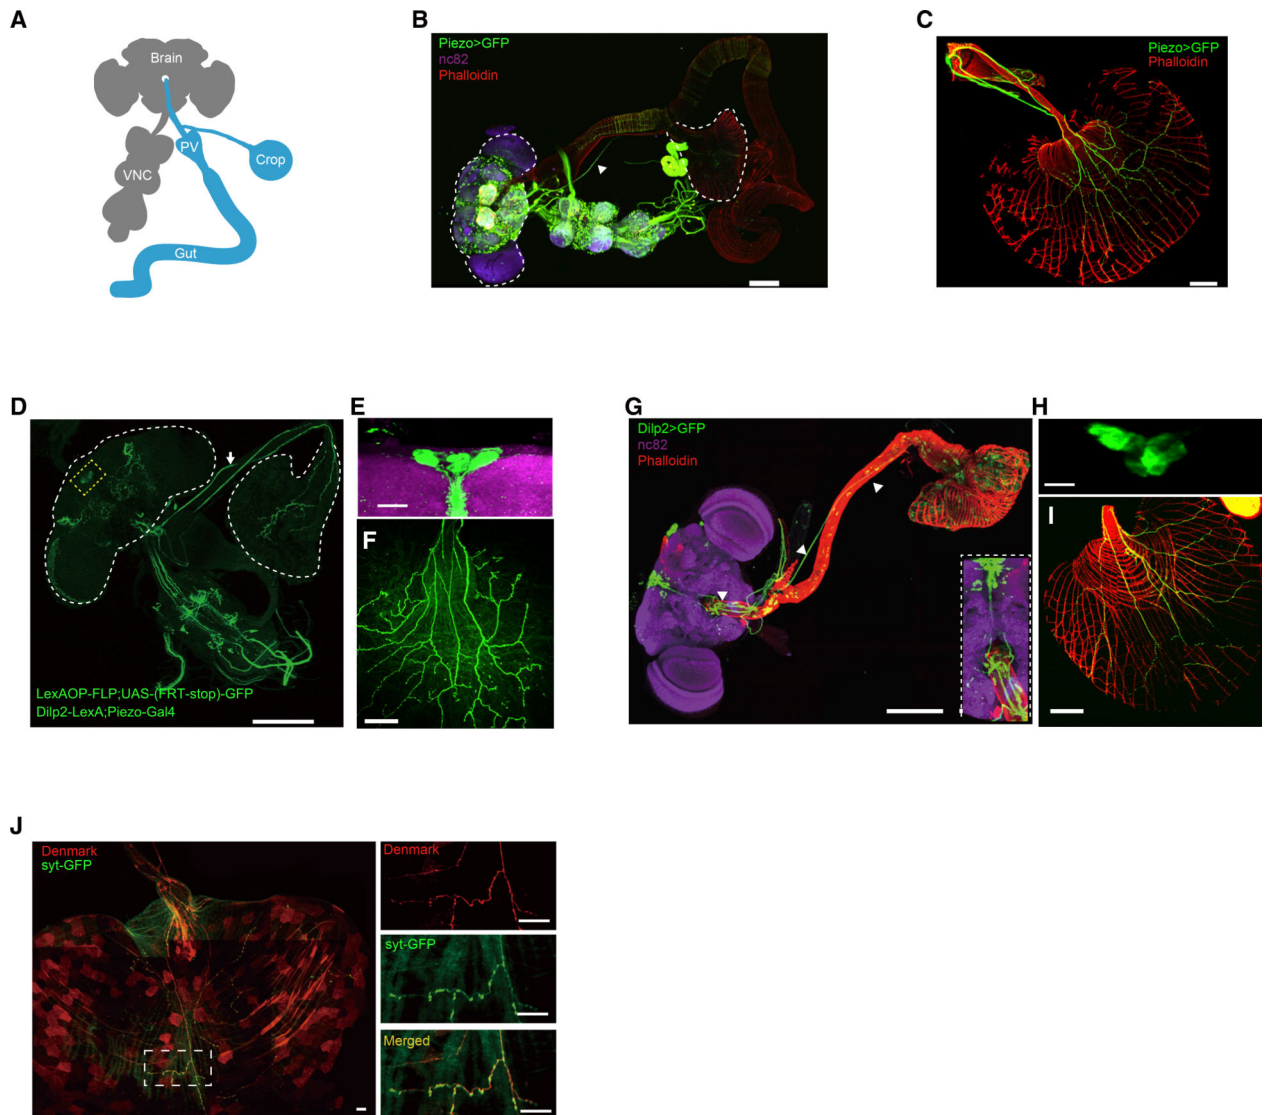 A
Brain
PV
Crop
VNC
Gut
B
Piezo>GFP
nc82
Phalloidin
C
Piezo>GFP
Phalloidin
D
LexAOP-FLP;UAS-(FRT-stop)-GFP
Dilp2-LexA;Piezo-Gal4
E
F
G
Dilp2>GFP
nc82
Phalloidin
H
I
J
Denmark
syt-GFP
Denmark
syt-GFP
Merged